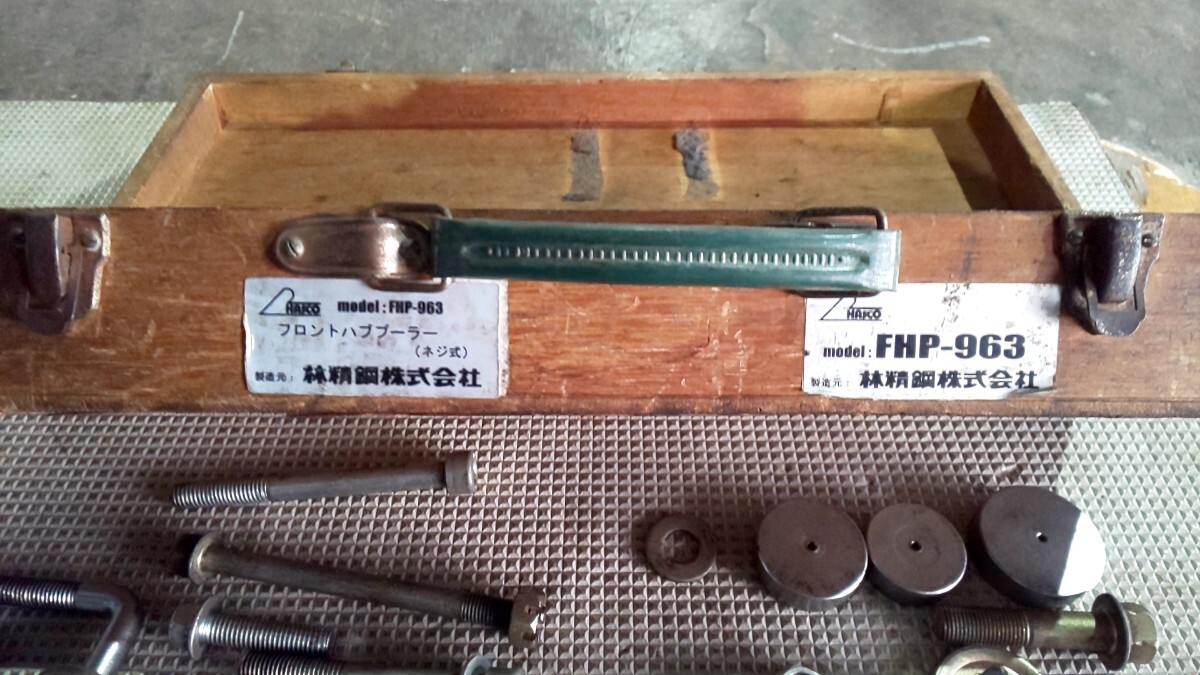 HAICO model : FHP-963
フロントハブプーラー
(ネジ式)
製造元: 林精鋼株式会社
HAICO
model : FHP-963
製造元: 林精鋼株式会社